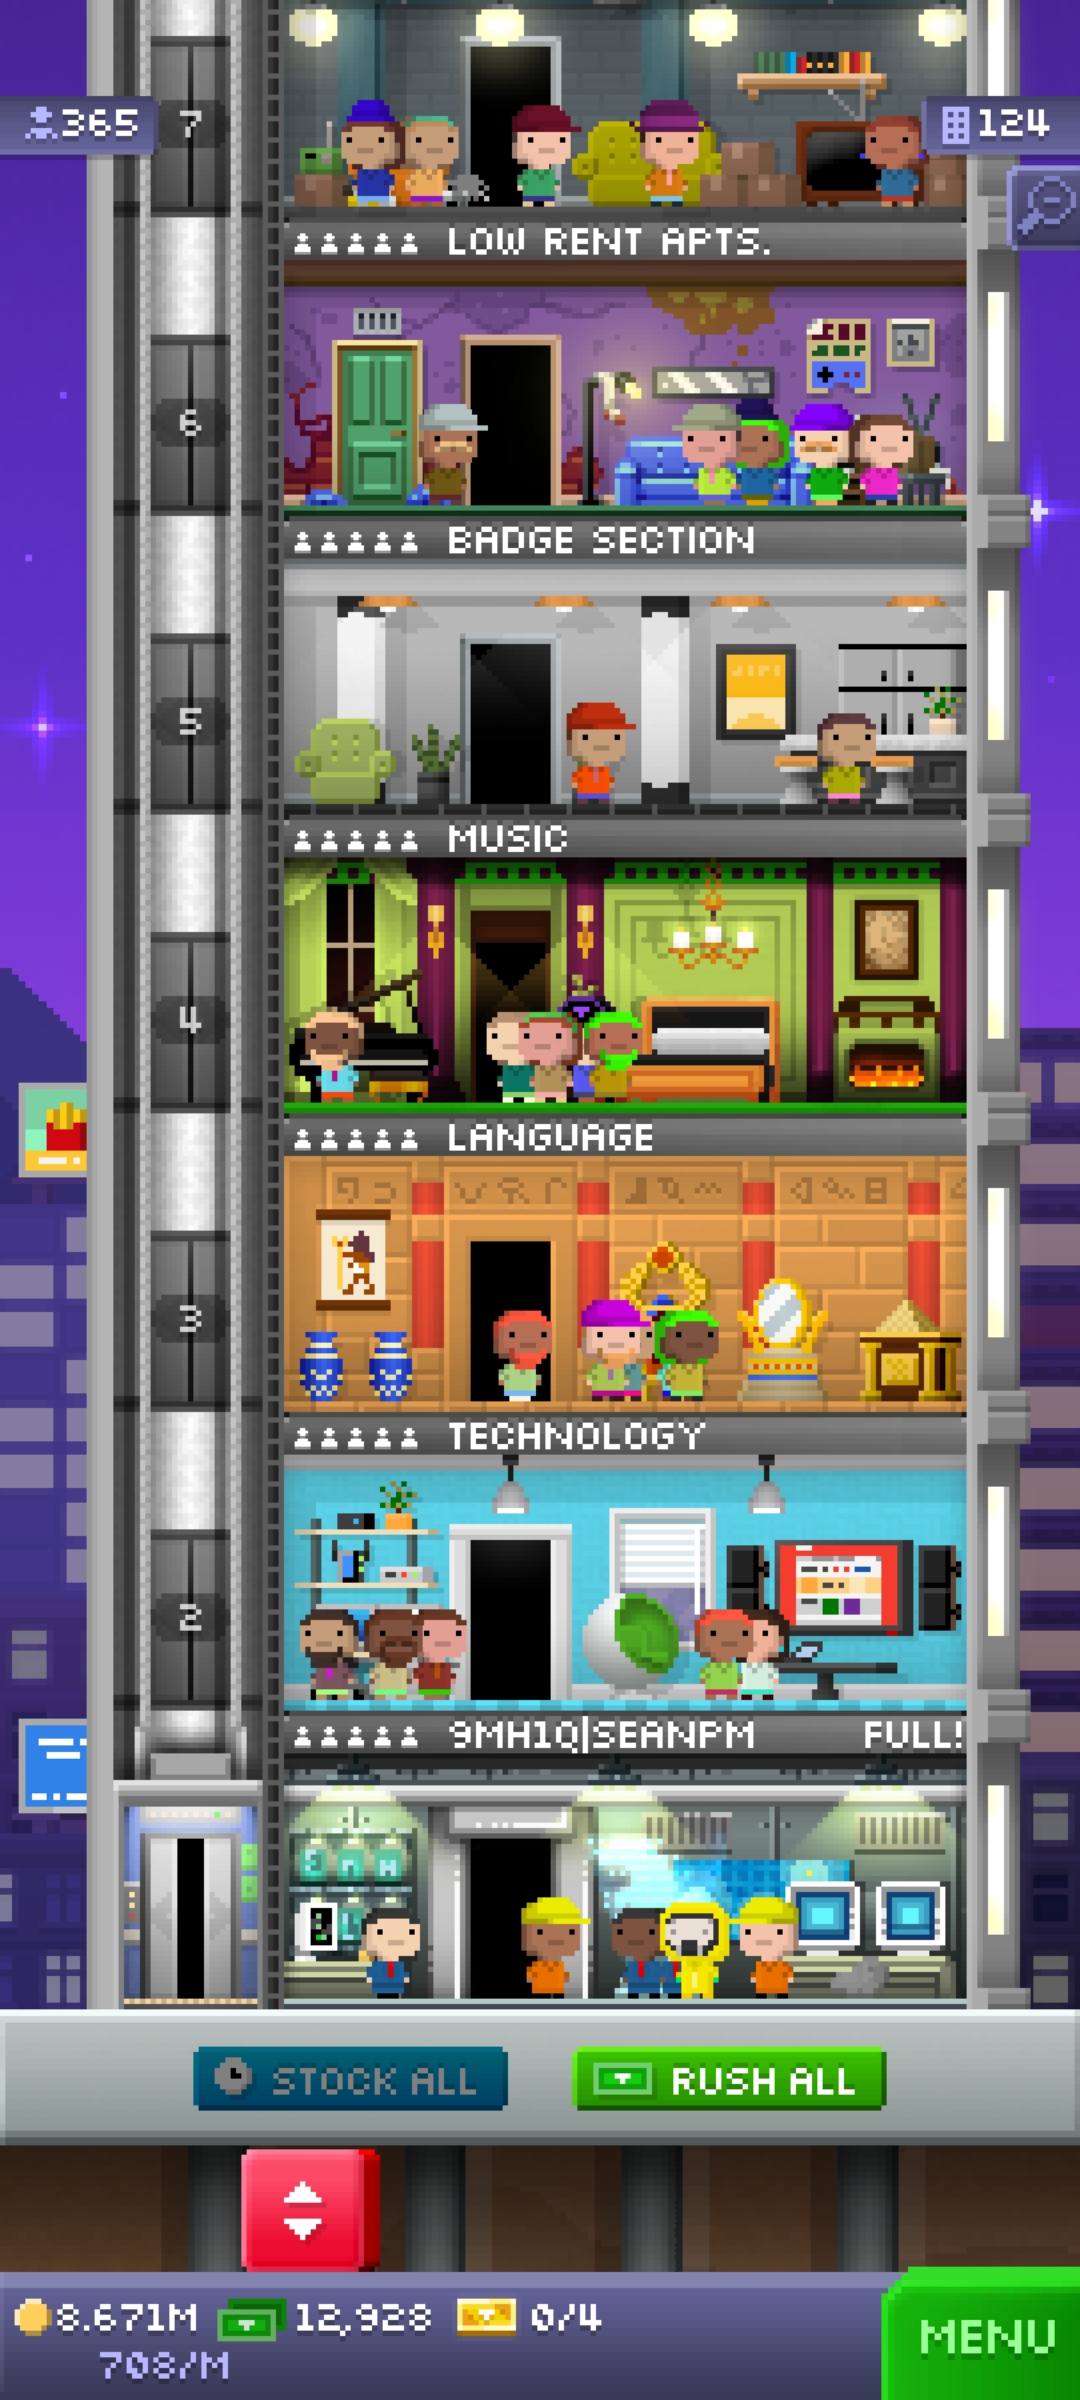 365
7
124
LOW RENT APTS.
6
BADGE SECTION
5
MUSIC
4
LANGUAGE
3
TECHNOLOGY
2
9MH1Q|SEANPM FULL!
STOCK ALL
RUSH ALL
8.671M 12,928 0/4
708/M
MENU